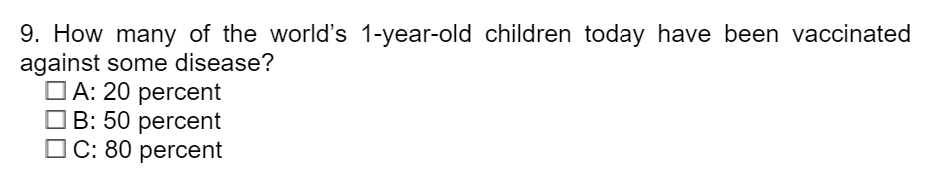 9. How many of the world's 1-year-old children today have been vaccinated
against some disease?
☐ A: 20 percent
☐ B: 50 percent
☐ C: 80 percent